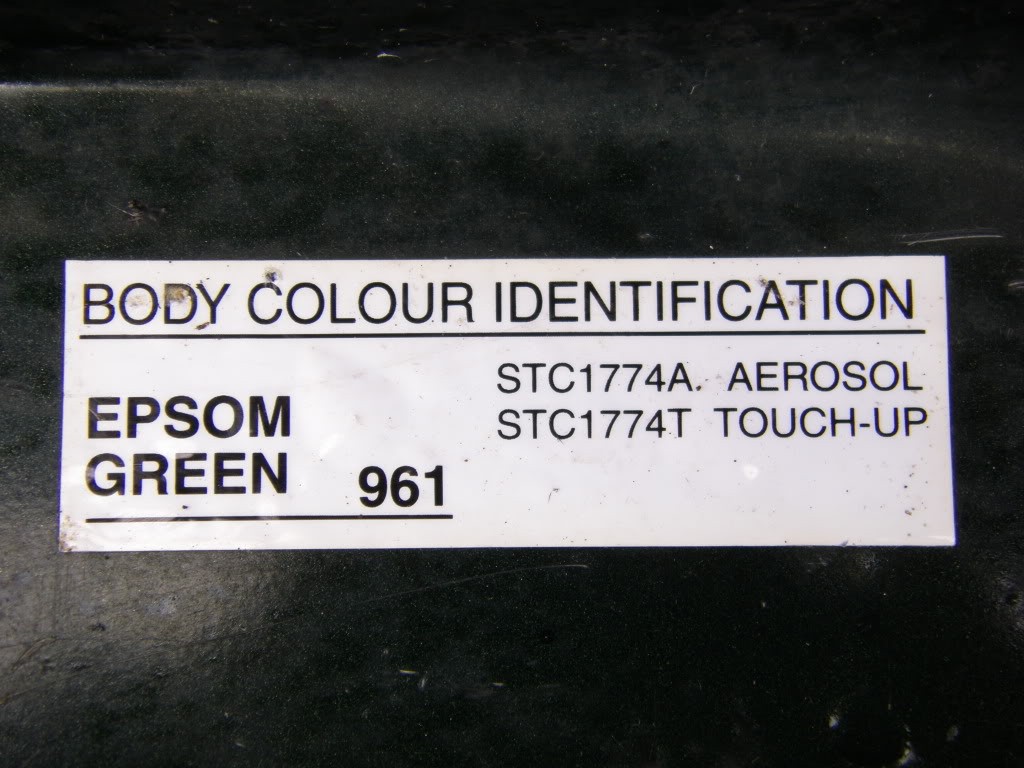 BODY COLOUR IDENTIFICATION
STC1774A. AEROSOL
STC1774T TOUCH-UP
EPSOM
GREEN 961